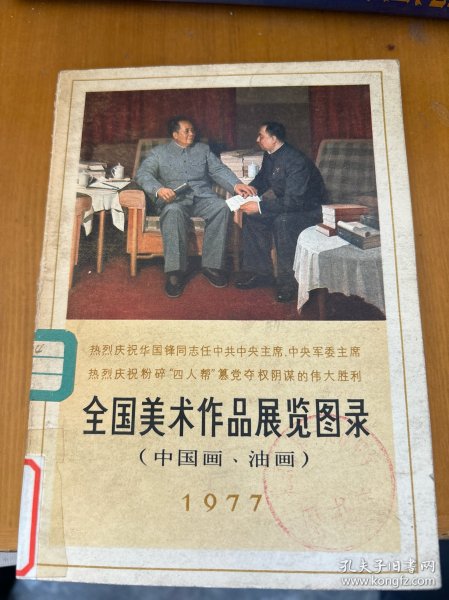 热烈庆祝华国锋同志任中共中央主席、中央军委主席
热烈庆祝粉碎“四人帮”篡党夺权阴谋的伟大胜利
全国美术作品展览图录
(中国画、油画)
1977
孔夫子旧书网
www.kongfz.com